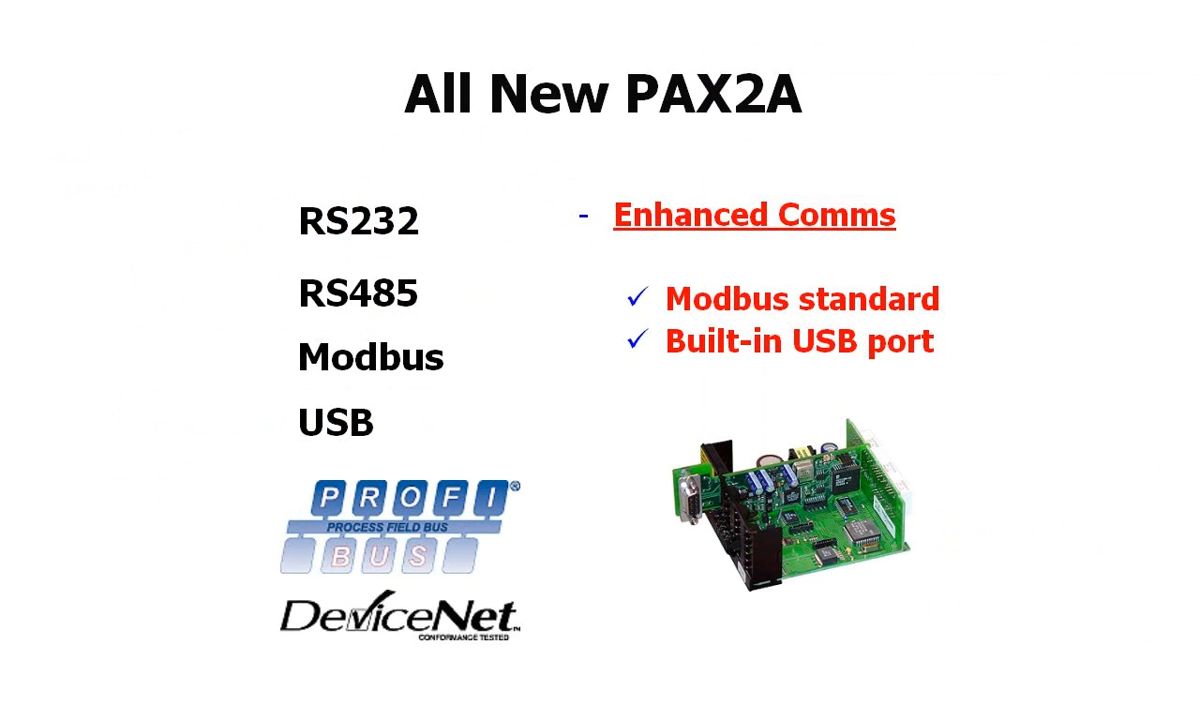 All New PAX2A
RS232
RS485
Modbus
USB
PROFI®
PROCESS FIELD BUS
BUS
DeviceNet™
CONFORMANCE TESTED
- Enhanced Comms
✓ Modbus standard
✓ Built-in USB port